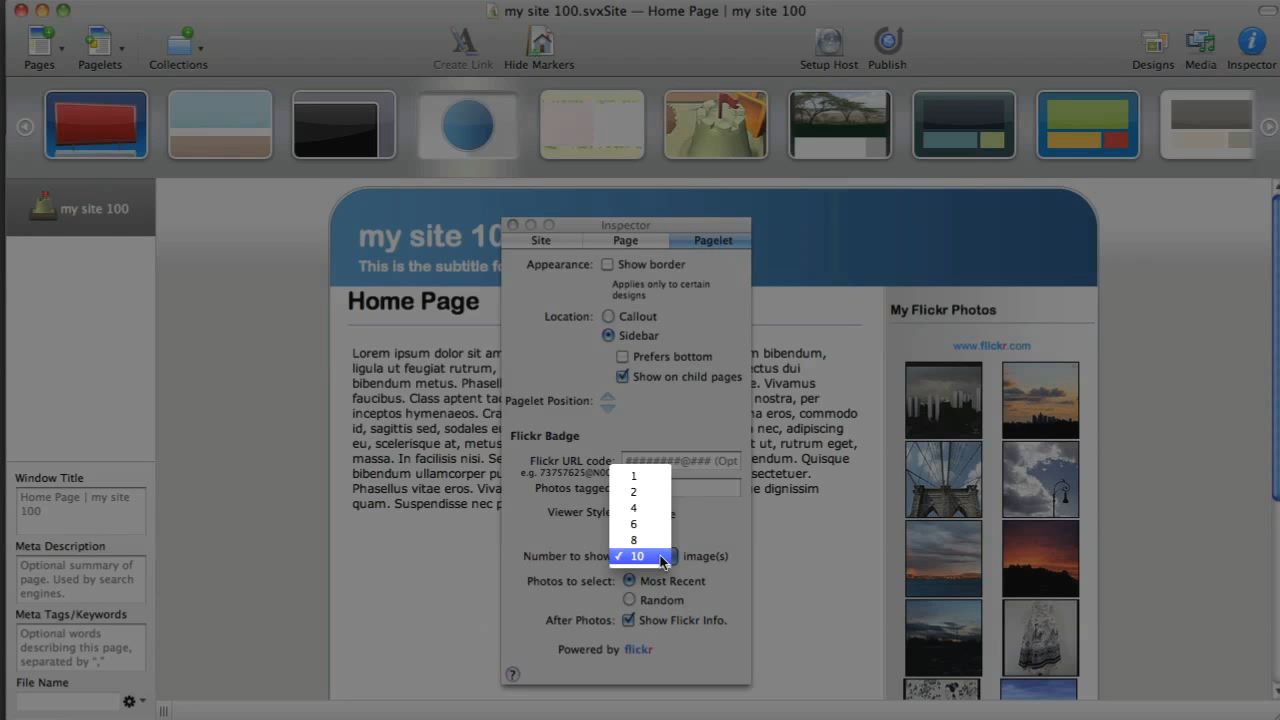 my site 100.svxSite — Home Page | my site 100
Pages
Pagelets
Collections
Create Link
Hide Markers
Setup Host
Publish
Designs
Media
Inspector
my site 100
my site 10
This is the subtitle f
Home Page
Lorem ipsum dolor sit am
ligula ut feugiat rutrum,
bibendum metus. Phasell
faucibus. Class aptent tac
inceptos hymenaeos. Cra
id, sagittis sed, sodales eu
eu, scelerisque at, metus
massa. In facilisis nisi. Se
bibendum ullamcorper pu
Phasellus vitae eros. Viva
quam. Suspendisse nec p
m bibendum,
ectus dui
e. Vivamus
nostra, per
na eros, commodo
nec, adipiscing
ut, rutrum eget,
endum. Quisque
sectetuer.
e dignissim
My Flickr Photos
www.flickr.com
Inspector
Site
Page
Pagelet
Appearance:
Show border
Applies only to certain
designs
Location:
Callout
Sidebar
Prefers bottom
Show on child pages
Pagelet Position:
Flickr Badge
Flickr URL code:
########@### (Opt
e.g. 73757625@N00
Photos tagged
Viewer Style
1
2
4
6
8
✓ 10
Number to show
image(s)
Photos to select:
Most Recent
Random
After Photos:
Show Flickr Info.
Powered by flickr
?
Window Title
Home Page | my site
100
Meta Description
Optional summary of
page. Used by search
engines.
Meta Tags/Keywords
Optional words
describing this page,
separated by ","
File Name